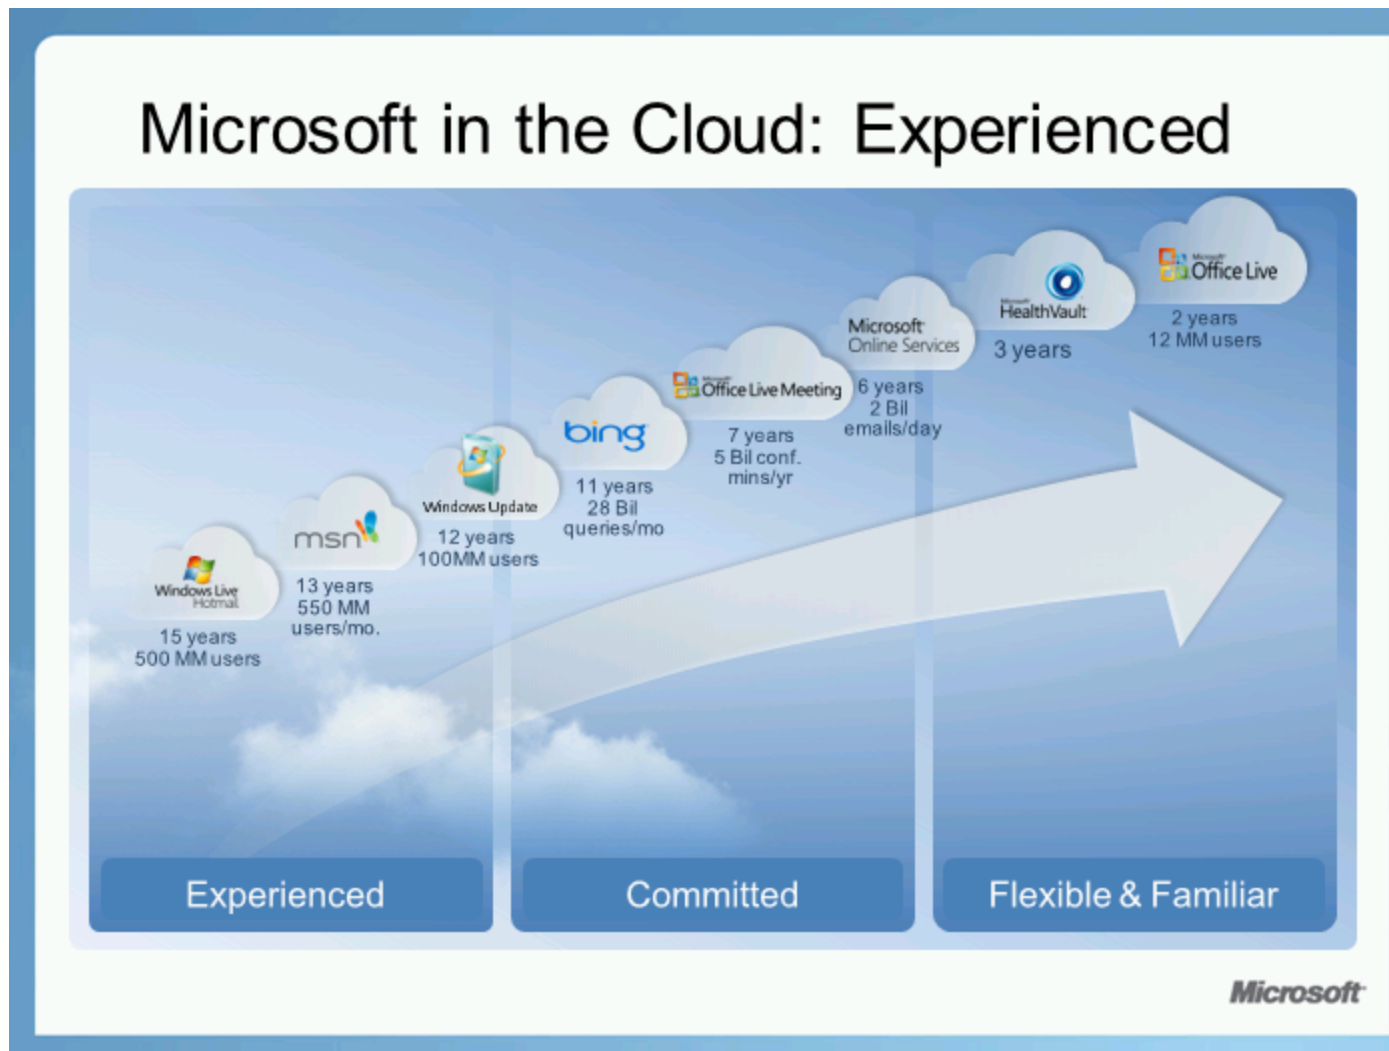 Microsoft in the Cloud: Experienced
Windows Live
Hotmail
15 years
500 MM users
msn
13 years
550 MM
users/mo.
Windows Update
12 years
100MM users
bing
11 years
28 Bil
queries/mo
Microsoft
Office Live Meeting
7 years
5 Bil conf.
mins/yr
Microsoft
Online Services
6 years
2 Bil
emails/day
Microsoft
HealthVault
3 years
Microsoft
Office Live
2 years
12 MM users
Experienced
Committed
Flexible & Familiar
Microsoft